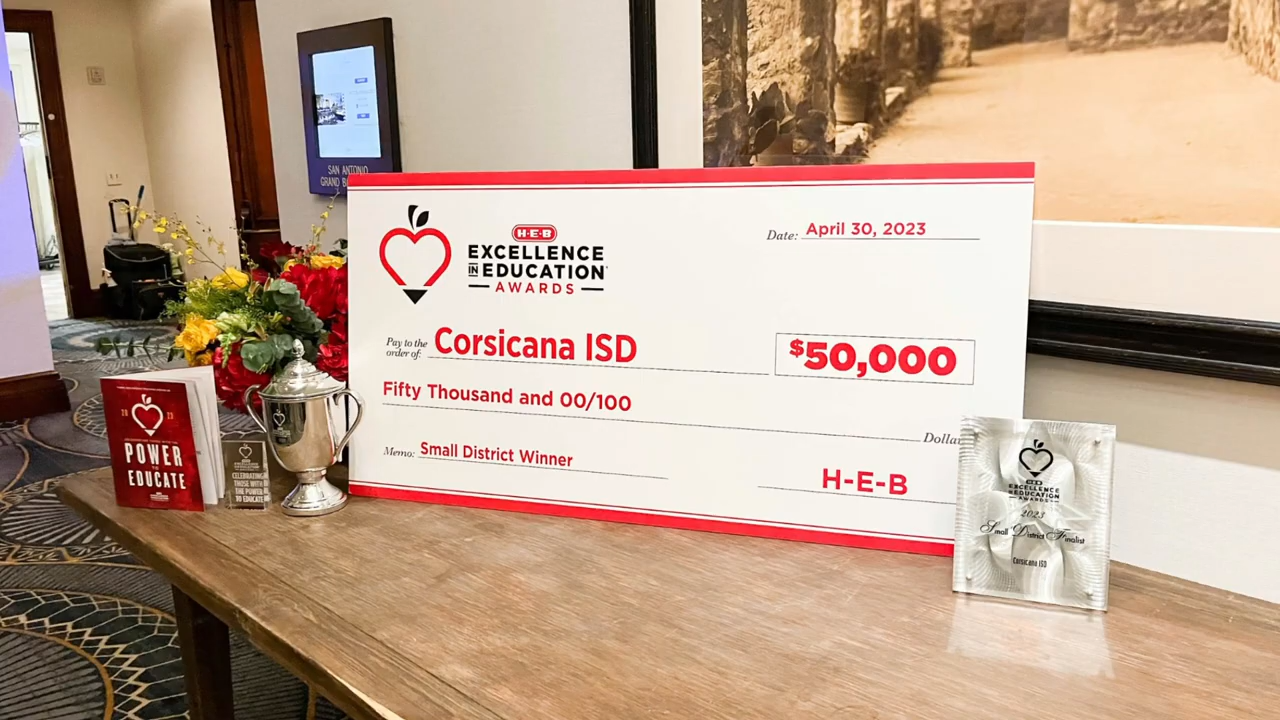 SAN ANTONIO
GRAND B
H-E-B
EXCELLENCE
IN EDUCATION
AWARDS
Date: April 30, 2023
Pay to the
order of: Corsicana ISD
$50,000
Fifty Thousand and 00/100
Dolla
Memo: Small District Winner
H-E-B
2023
POWER
TO
EDUCATE
CELEBRATING
THOSE WITH
THE POWER
TO EDUCATE
H-E-B
EXCELLENCE
IN EDUCATION
AWARDS
2023
Small District Finalist
Corsicana ISD